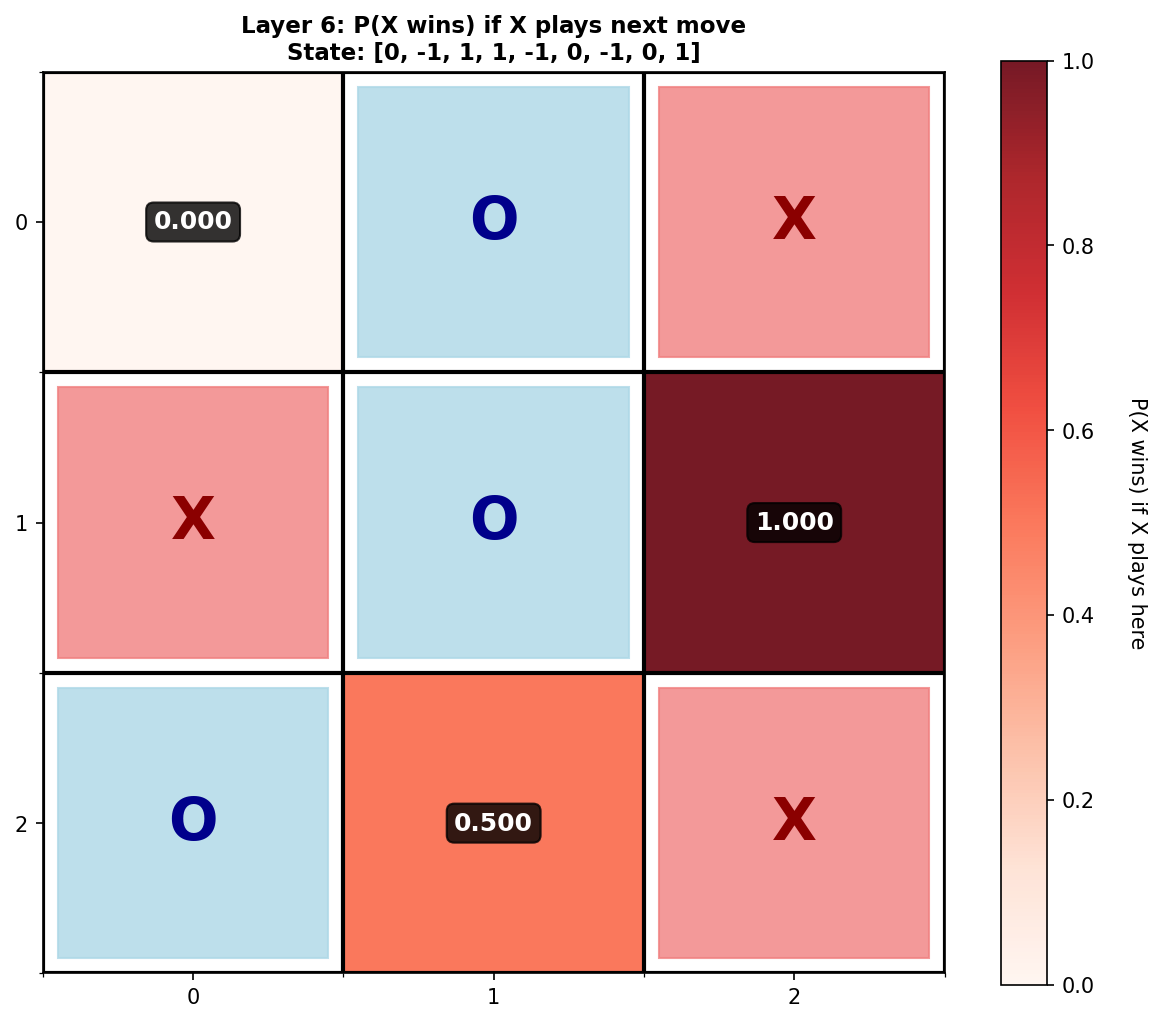 Layer 6: P(X wins) if X plays next move
State: [0, -1, 1, 1, -1, 0, -1, 0, 1]
0
0.000
O
X
1
X
O
1.000
2
O
0.500
X
0
1
2
1.0
0.8
0.6
0.4
0.2
0.0
P(X wins) if X plays here